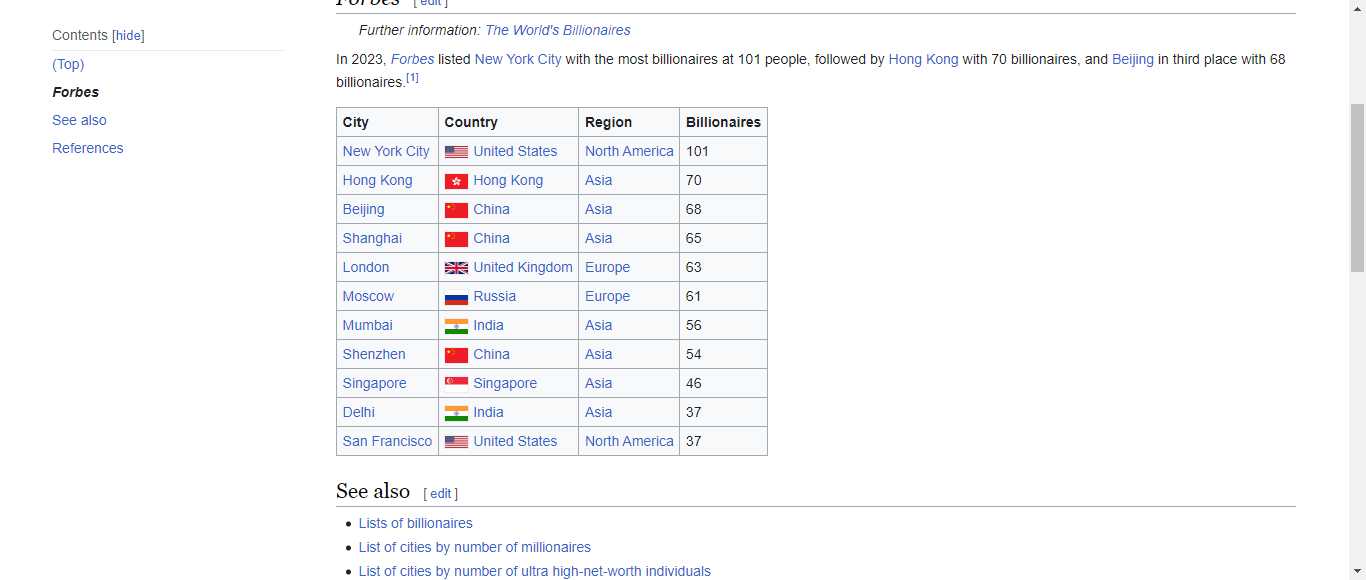 Forbes [ edit ]
Contents [hide]
(Top)
Forbes
See also
References
Further information: The World's Billionaires
In 2023, Forbes listed New York City with the most billionaires at 101 people, followed by Hong Kong with 70 billionaires, and Beijing in third place with 68
billionaires.[1]
City Country Region Billionaires
New York City United States North America 101
Hong Kong Hong Kong Asia 70
Beijing China Asia 68
Shanghai China Asia 65
London United Kingdom Europe 63
Moscow Russia Europe 61
Mumbai India Asia 56
Shenzhen China Asia 54
Singapore Singapore Asia 46
Delhi India Asia 37
San Francisco United States North America 37
See also [ edit ]
Lists of billionaires
List of cities by number of millionaires
List of cities by number of ultra high-net-worth individuals